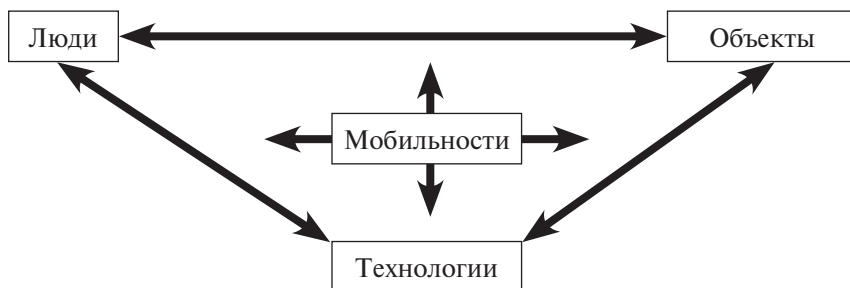 Люди
Объекты
Мобильности
Технологии